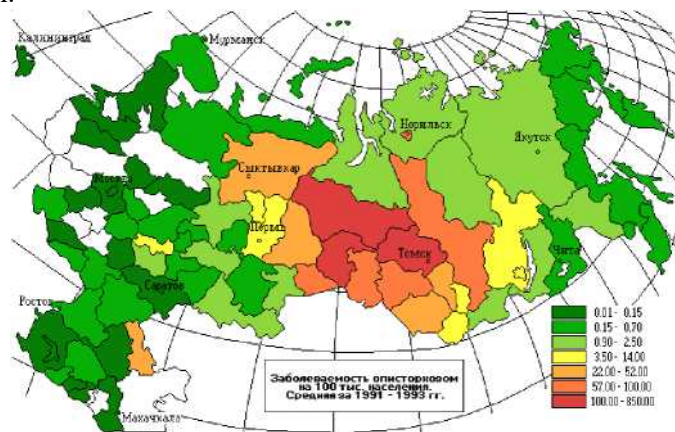 Калининград
Мурманск
Норильск
Якутск
Сыктывкар
Москва
Пермь
Томск
Чита
Саратов
Ростов
Махачкала
Заболеваемость описторхозом
на 100 тыс. населения.
Средняя за 1991 - 1993 гг.
0.01 - 0.15
0.15 - 0.70
0.90 - 2.50
3.50 - 14.00
22.00 - 52.00
57.00 - 100.00
100.00 - 850.00